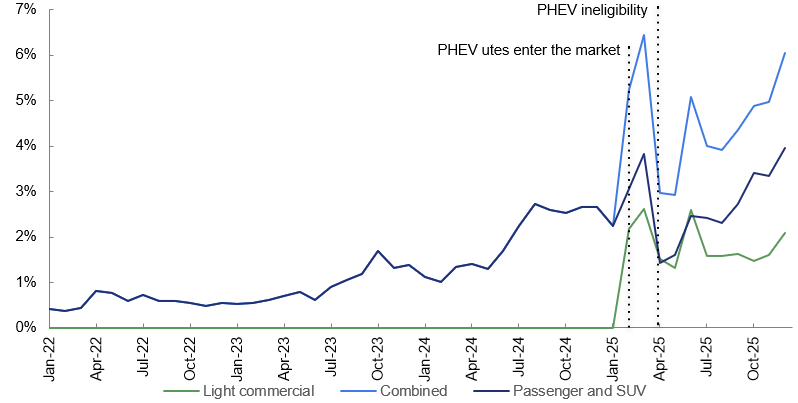 7%
PHEV ineligibility
6%
PHEV utes enter the market
5%
4%
3%
2%
1%
0%
Jan-22
Apr-22
Jul-22
Oct-22
Jan-23
Apr-23
Jul-23
Oct-23
Jan-24
Apr-24
Jul-24
Oct-24
Jan-25
Apr-25
Jul-25
Oct-25
Light commercial
Combined
Passenger and SUV